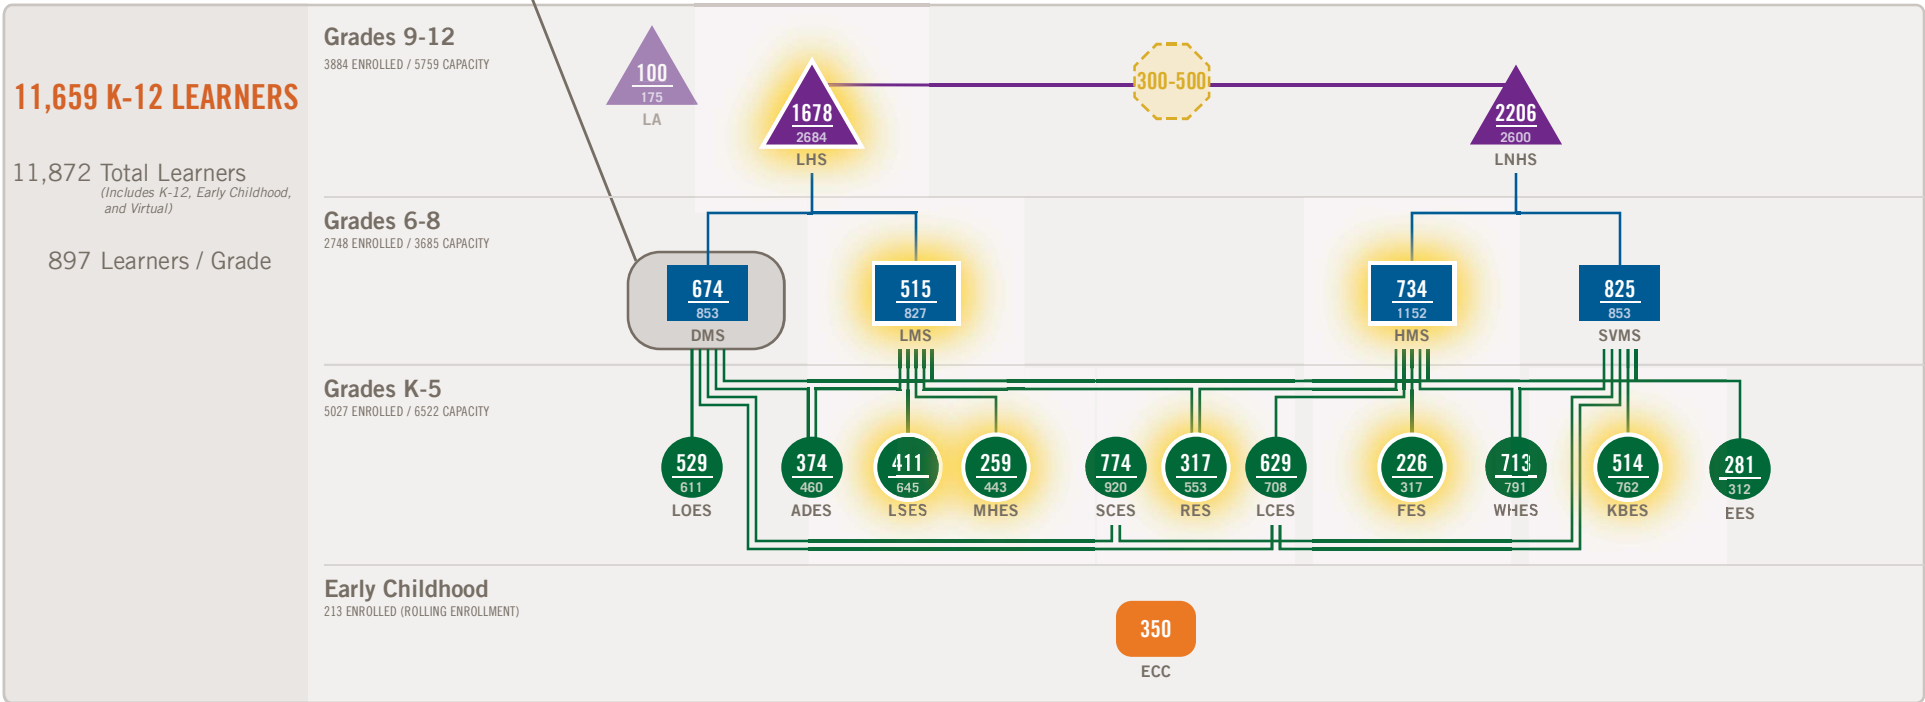 11,659 K-12 LEARNERS
11,872 Total Learners
(Includes K-12, Early Childhood,
and Virtual)
897 Learners / Grade
Grades 9-12
3884 ENROLLED / 5759 CAPACITY
100
175
LA
1678
2684
LHS
300-500
2206
2600
LNHS
Grades 6-8
2748 ENROLLED / 3685 CAPACITY
674
853
DMS
515
827
LMS
734
1152
HMS
825
853
SVMS
Grades K-5
5027 ENROLLED / 6522 CAPACITY
529
611
LOES
374
460
ADES
411
645
LSES
259
443
MHES
774
920
SCES
317
553
RES
629
708
LCES
226
317
FES
713
791
WHES
514
762
KBES
281
312
EES
Early Childhood
213 ENROLLED (ROLLING ENROLLMENT)
350
ECC